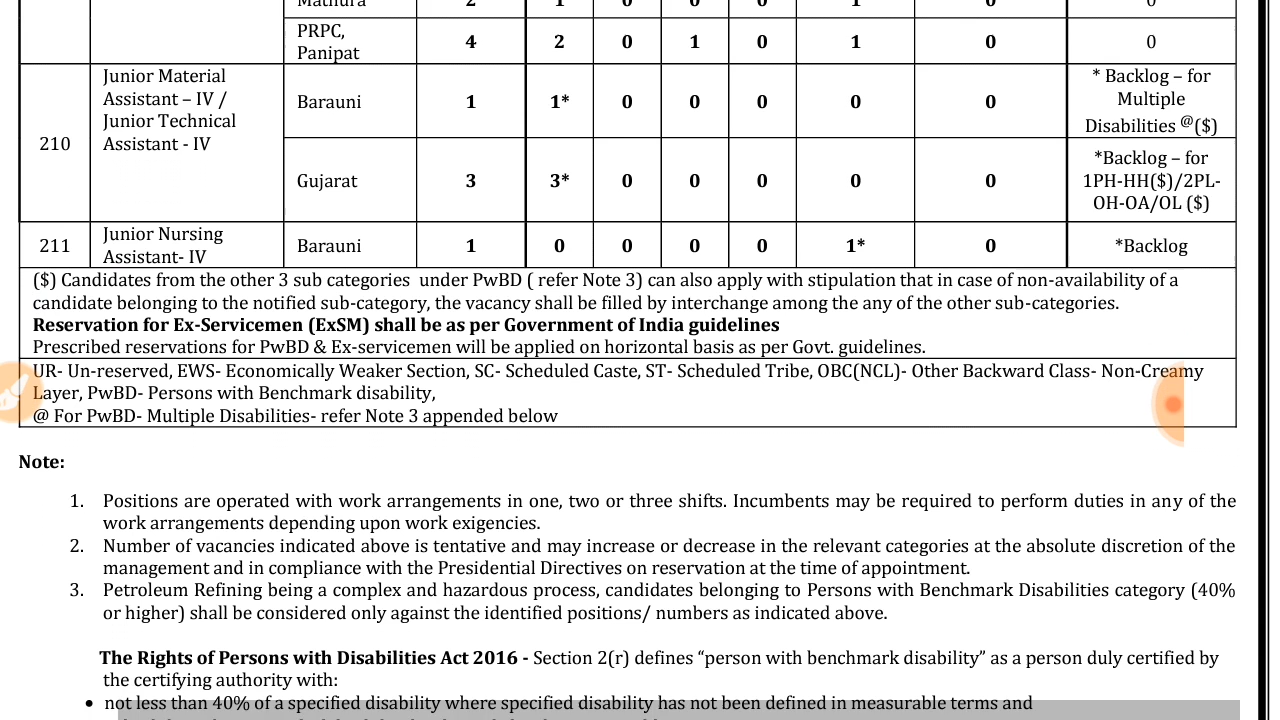 Mathura 2 1 0 0 0 1 0 0
PRPC,
Panipat 4 2 0 1 0 1 0 0
210
Junior Material
Assistant – IV /
Junior Technical
Assistant - IV
Barauni 1 1* 0 0 0 0 0
* Backlog – for
Multiple
Disabilities @($)
Gujarat 3 3* 0 0 0 0 0
*Backlog – for
1PH-HH($)/2PL-
OH-OA/OL ($)
211
Junior Nursing
Assistant- IV
Barauni 1 0 0 0 0 1* 0 *Backlog
($) Candidates from the other 3 sub categories under PwBD ( refer Note 3) can also apply with stipulation that in case of non-availability of a
candidate belonging to the notified sub-category, the vacancy shall be filled by interchange among the any of the other sub-categories.
Reservation for Ex-Servicemen (ExSM) shall be as per Government of India guidelines
Prescribed reservations for PwBD & Ex-servicemen will be applied on horizontal basis as per Govt. guidelines.
UR- Un-reserved, EWS- Economically Weaker Section, SC- Scheduled Caste, ST- Scheduled Tribe, OBC(NCL)- Other Backward Class- Non-Creamy
Layer, PwBD- Persons with Benchmark disability,
@ For PwBD- Multiple Disabilities- refer Note 3 appended below
Note:
1. Positions are operated with work arrangements in one, two or three shifts. Incumbents may be required to perform duties in any of the
work arrangements depending upon work exigencies.
2. Number of vacancies indicated above is tentative and may increase or decrease in the relevant categories at the absolute discretion of the
management and in compliance with the Presidential Directives on reservation at the time of appointment.
3. Petroleum Refining being a complex and hazardous process, candidates belonging to Persons with Benchmark Disabilities category (40%
or higher) shall be considered only against the identified positions/ numbers as indicated above.
The Rights of Persons with Disabilities Act 2016 - Section 2(r) defines “person with benchmark disability” as a person duly certified by
the certifying authority with:
• not less than 40% of a specified disability where specified disability has not been defined in measurable terms and